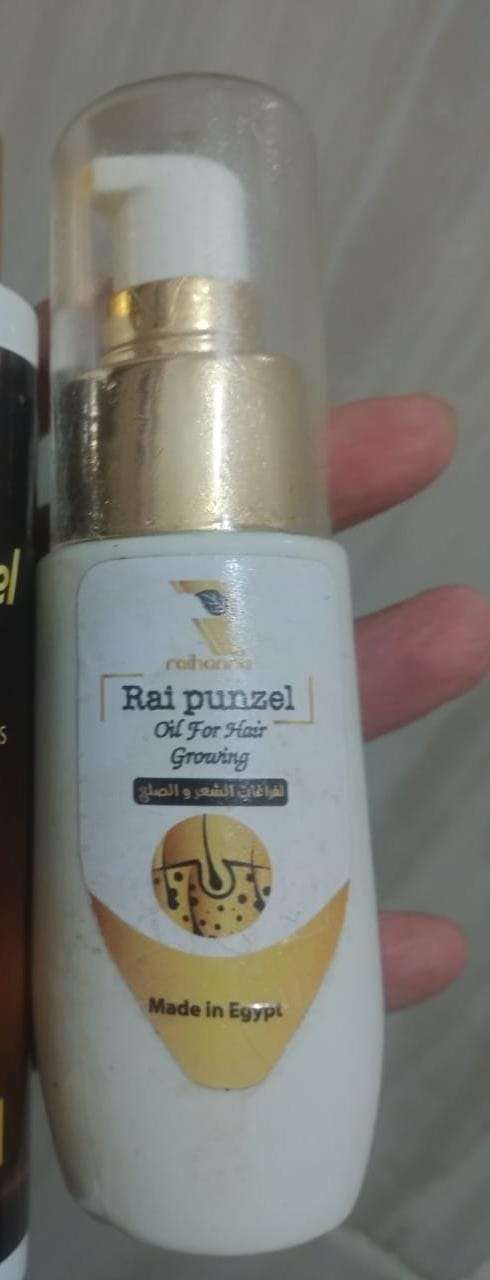 raihanna
Rai punzel
Oil For Hair
Growing
لفراغات الشعر و الصلع
Made in Egypt